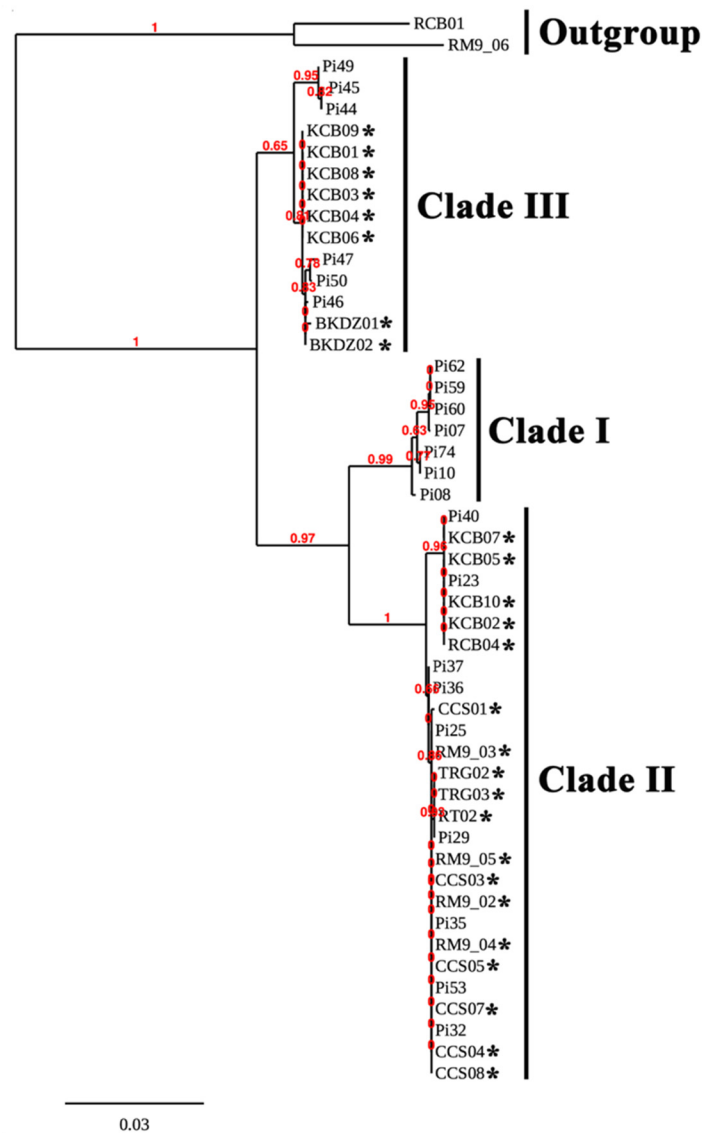 1
RCB01
RM9_06
Outgroup
Pi49
0.95
Pi45
Pi44
KCB09 *
KCB01 *
0.65
KCB08 *
KCB03 *
Clade III
KCB04 *
KCB06 *
Pi47
0.78
Pi50
0.83
Pi46
BKDZ01 *
BKDZ02 *
1
Pi62
Pi59
Pi60
Pi07
Clade I
0.63
Pi74
0.99
Pi10
Pi08
Pi40
KCB07 *
0.97
KCB05 *
Pi23
KCB10 *
1
KCB02 *
RCB04 *
Pi37
Pi36
CCS01 *
Pi25
RM9_03 *
TRG02 *
Clade II
TRG03 *
RT02 *
Pi29
RM9_05 *
CCS03 *
RM9_02 *
Pi35
RM9_04 *
CCS05 *
Pi53
CCS07 *
Pi32
CCS04 *
CCS08 *
0.03